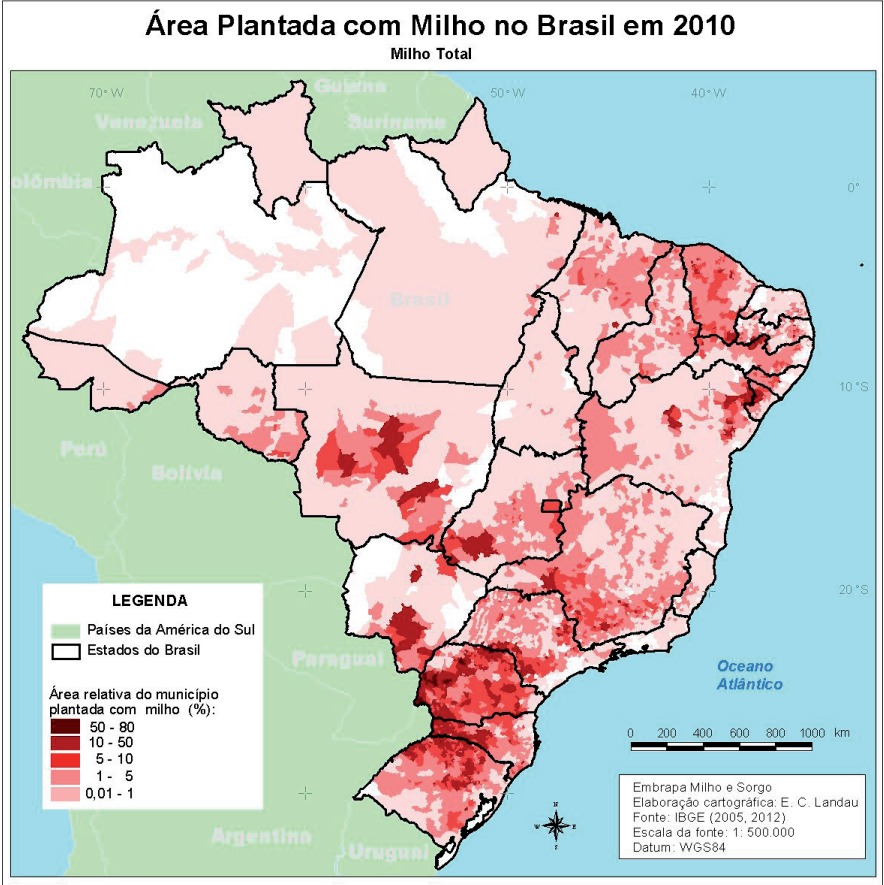 Área Plantada com Milho no Brasil em 2010
Milho Total
70° W
50° W
40° W
Guiana
Venezuela
Suriname
olômbia
0°
Brasil
10° S
Perú
Bolívia
20° S
LEGENDA
Países da América do Sul
Estados do Brasil
Paraguai
Área relativa do município
plantada com milho (%):
50 - 80
10 - 50
5 - 10
1 - 5
0,01 - 1
Oceano
Atlântico
0 200 400 600 800 1000 km
Embrapa Milho e Sorgo
Elaboração cartográfica: E. C. Landau
Fonte: IBGE (2005, 2012)
Escala da fonte: 1: 500.000
Datum: WGS84
N
W E
S
Argentina
Uruguai